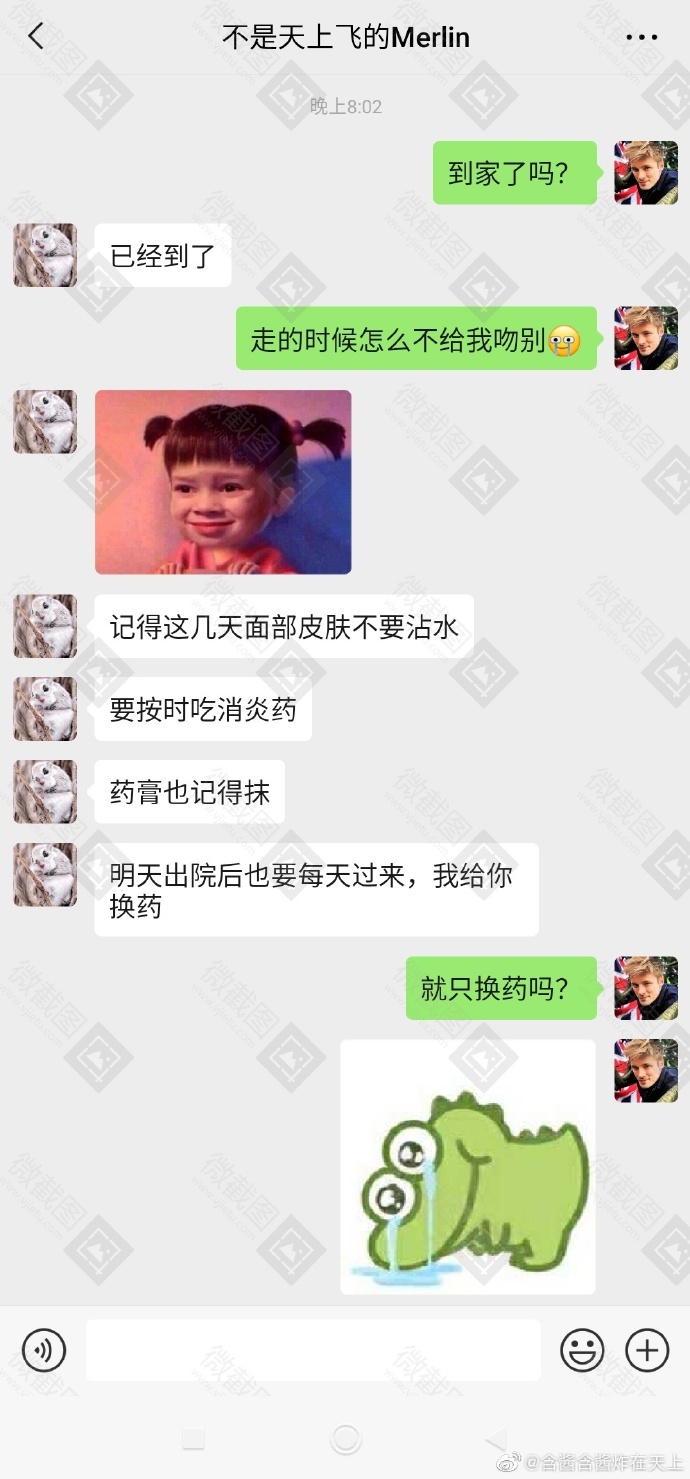 不是天上飞的Merlin
晚上8:02
到家了吗？
已经到了
走的时候怎么不给我吻别😭
记得这几天面部皮肤不要沾水
要按时吃消炎药
药膏也记得抹
明天出院后也要每天过来，我给你
换药
就只换药吗？
微截图
@含酱含酱炸在天上